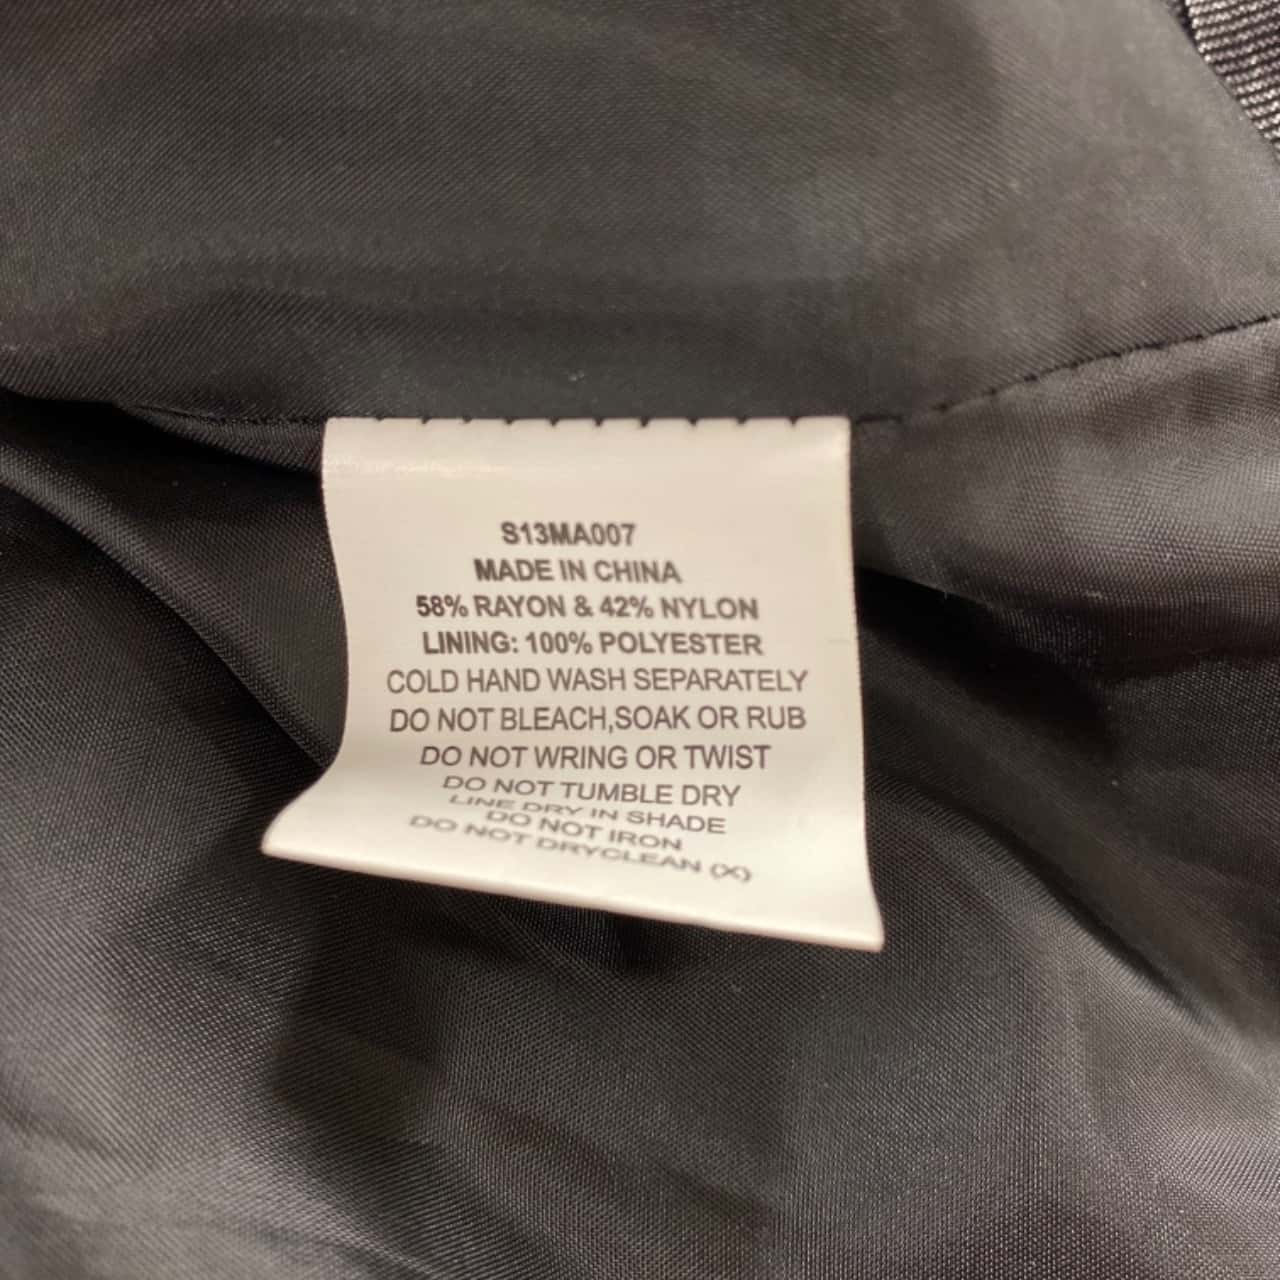 S13MA007
MADE IN CHINA
58% RAYON & 42% NYLON
LINING: 100% POLYESTER
COLD HAND WASH SEPARATELY
DO NOT BLEACH,SOAK OR RUB
DO NOT WRING OR TWIST
DO NOT TUMBLE DRY
LINE DRY IN SHADE
DO NOT IRON
DO NOT DRYCLEAN (X)